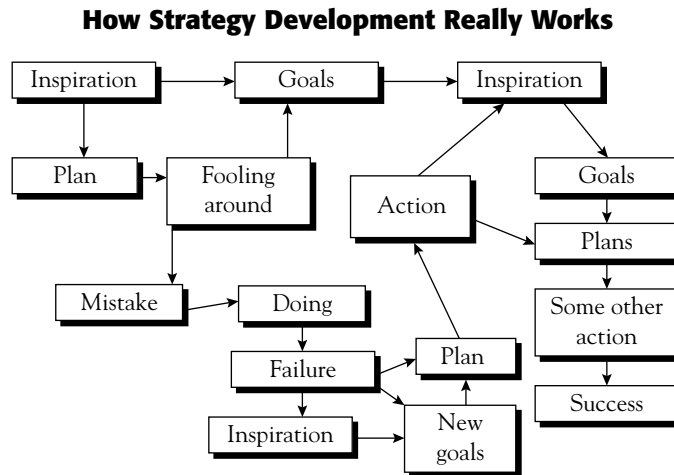 How Strategy Development Really Works
Inspiration
Goals
Inspiration
Plan
Fooling
around
Action
Goals
Plans
Mistake
Doing
Some other
action
Failure
Plan
Success
Inspiration
New
goals